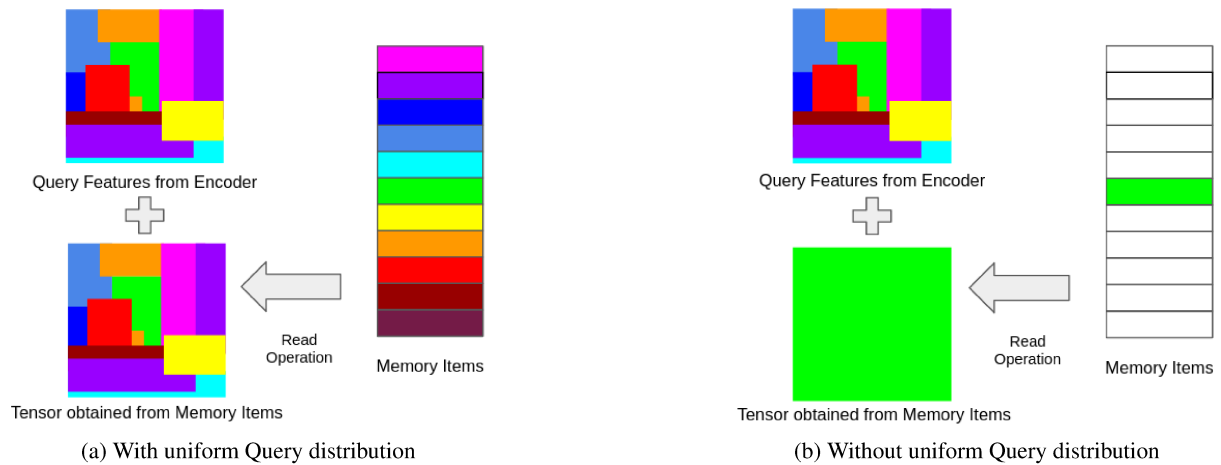 Query Features from Encoder
Read
Operation
Memory Items
Tensor obtained from Memory Items
(a) With uniform Query distribution
Query Features from Encoder
Read
Operation
Memory Items
Tensor obtained from Memory Items
(b) Without uniform Query distribution